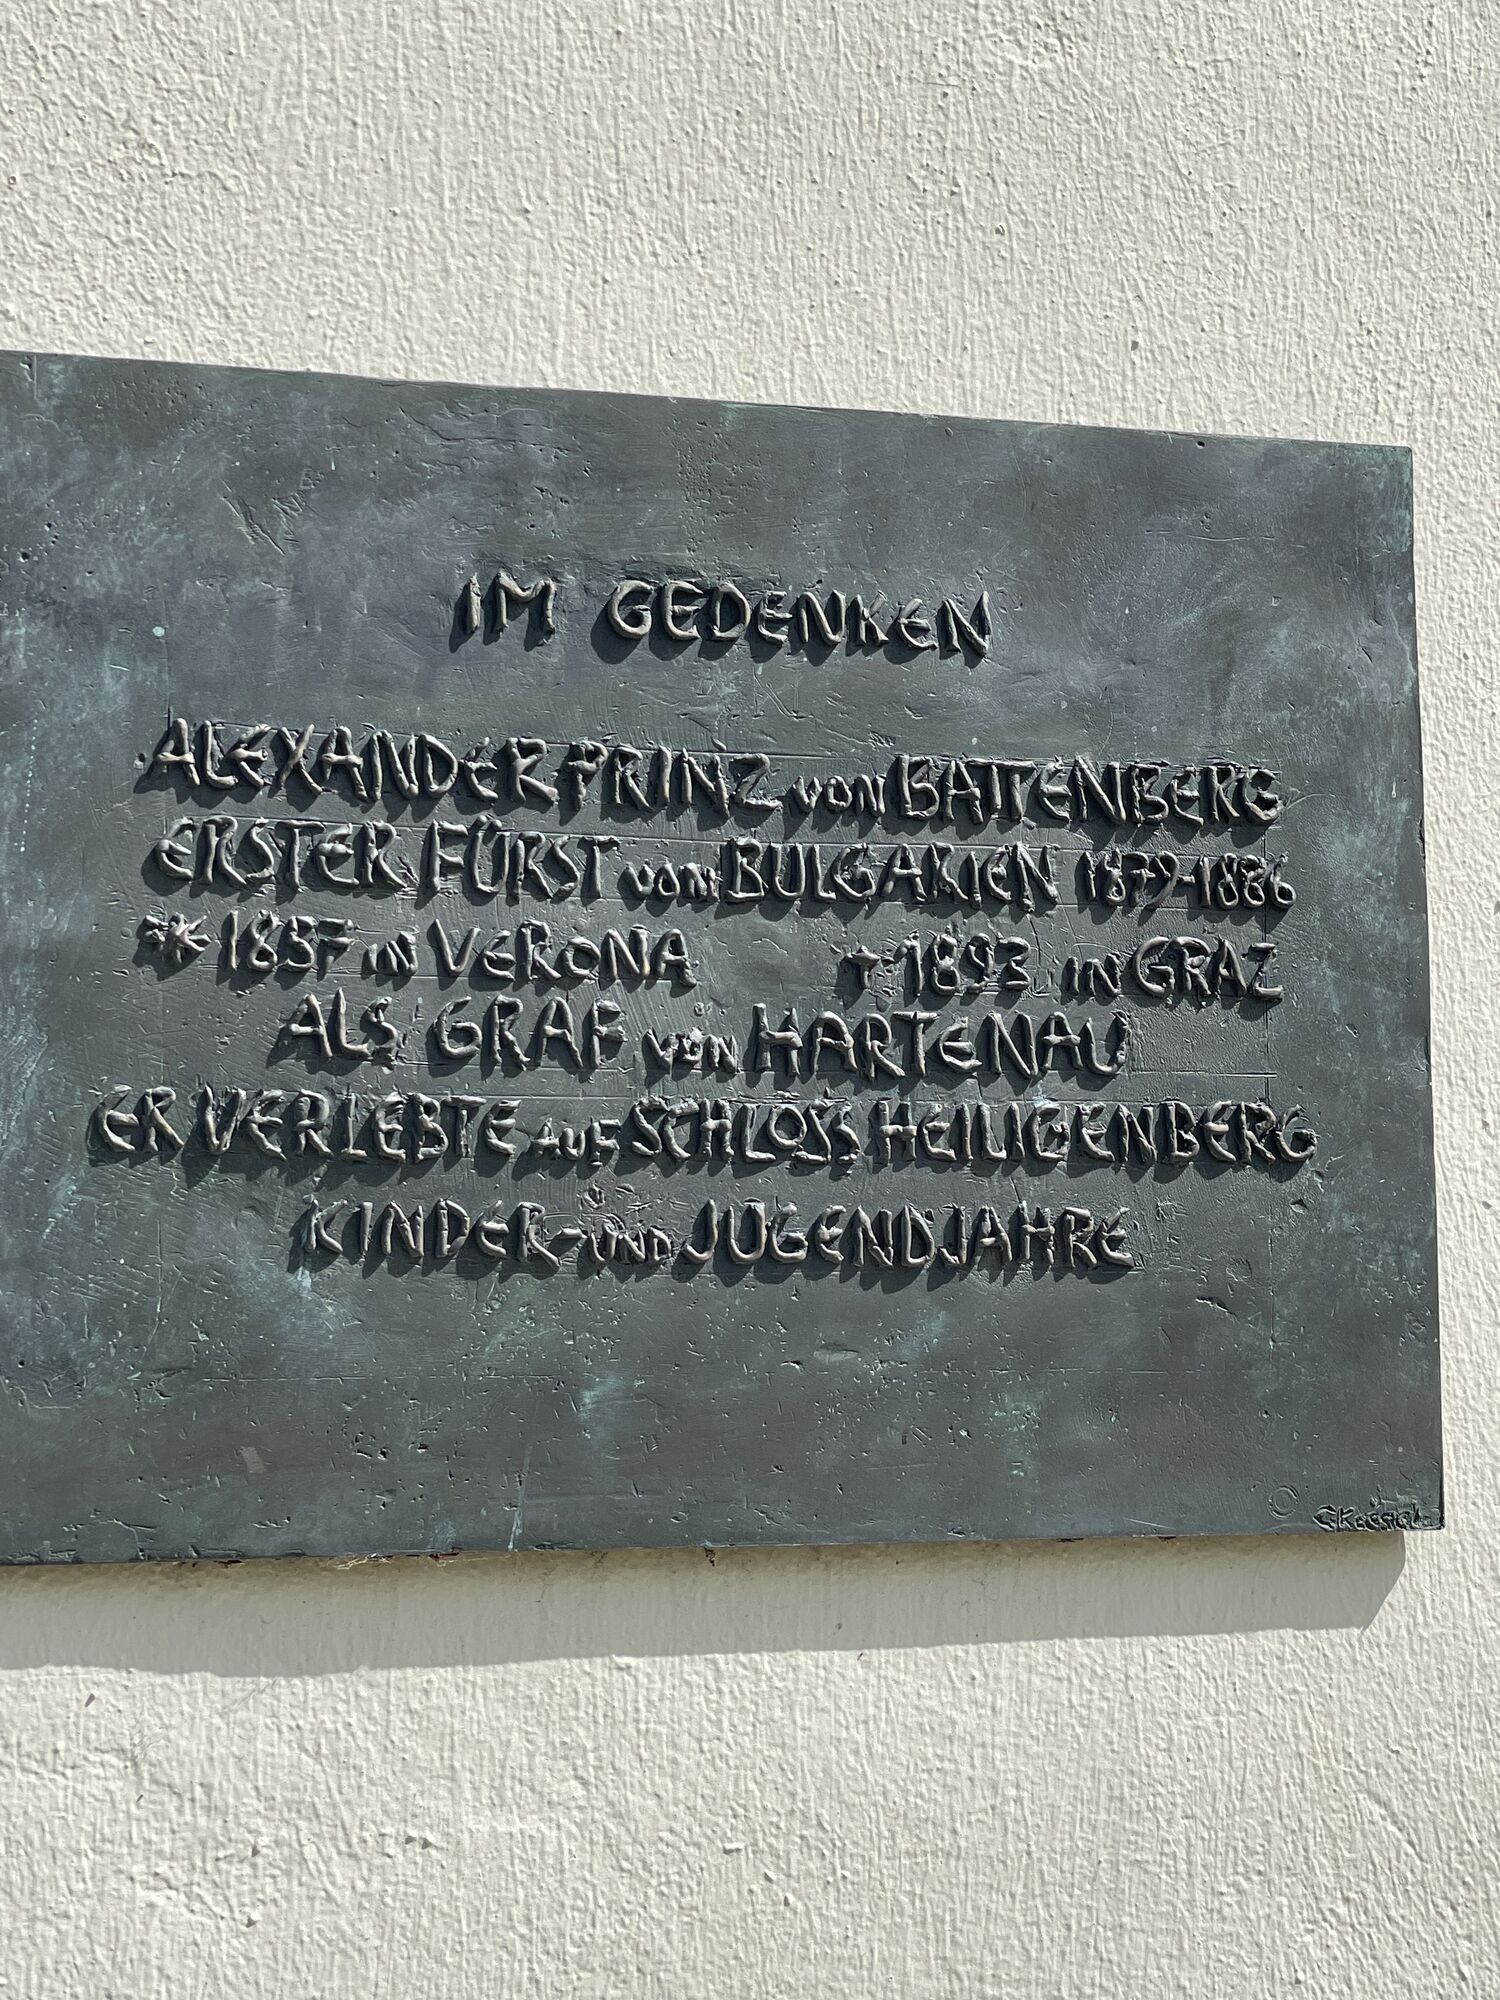 IM GEDENKEN
ALEXANDER PRINZ VON BATTENBERG
ERSTER FÜRST VON BULGARIEN 1879-1886
* 1857 IN VERONA † 1893 IN GRAZ
ALS GRAF VON HARTENAU
ER VERLEBTE AUF SCHLOSS HEILIGENBERG
KINDER- UND JUGENDJAHRE